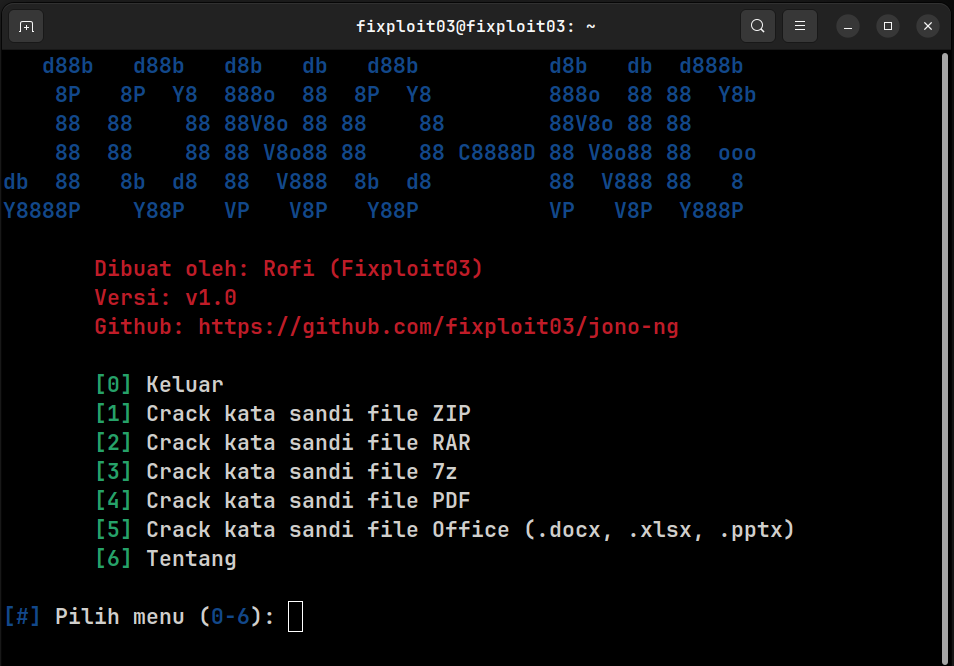 fixploit03@fixploit03: ~
    d88b   d88b   d8b   db   d88b          d8b   db  d888b
    8P   8P  Y8  888o  88  8P  Y8         888o  88 88  Y8b
    88  88    88 88V8o 88 88    88        88V8o 88 88
    88  88    88 88 V8o88 88    88 C8888D 88 V8o88 88  ooo
db  88   8b  d8  88  V888  8b  d8         88  V888 88   8
Y8888P    Y88P   VP   V8P   Y88P          VP   V8P  Y888P
Dibuat oleh: Rofi (Fixploit03)
Versi: v1.0
Github: https://github.com/fixploit03/jono-ng
[0] Keluar
[1] Crack kata sandi file ZIP
[2] Crack kata sandi file RAR
[3] Crack kata sandi file 7z
[4] Crack kata sandi file PDF
[5] Crack kata sandi file Office (.docx, .xlsx, .pptx)
[6] Tentang
[#] Pilih menu (0-6):